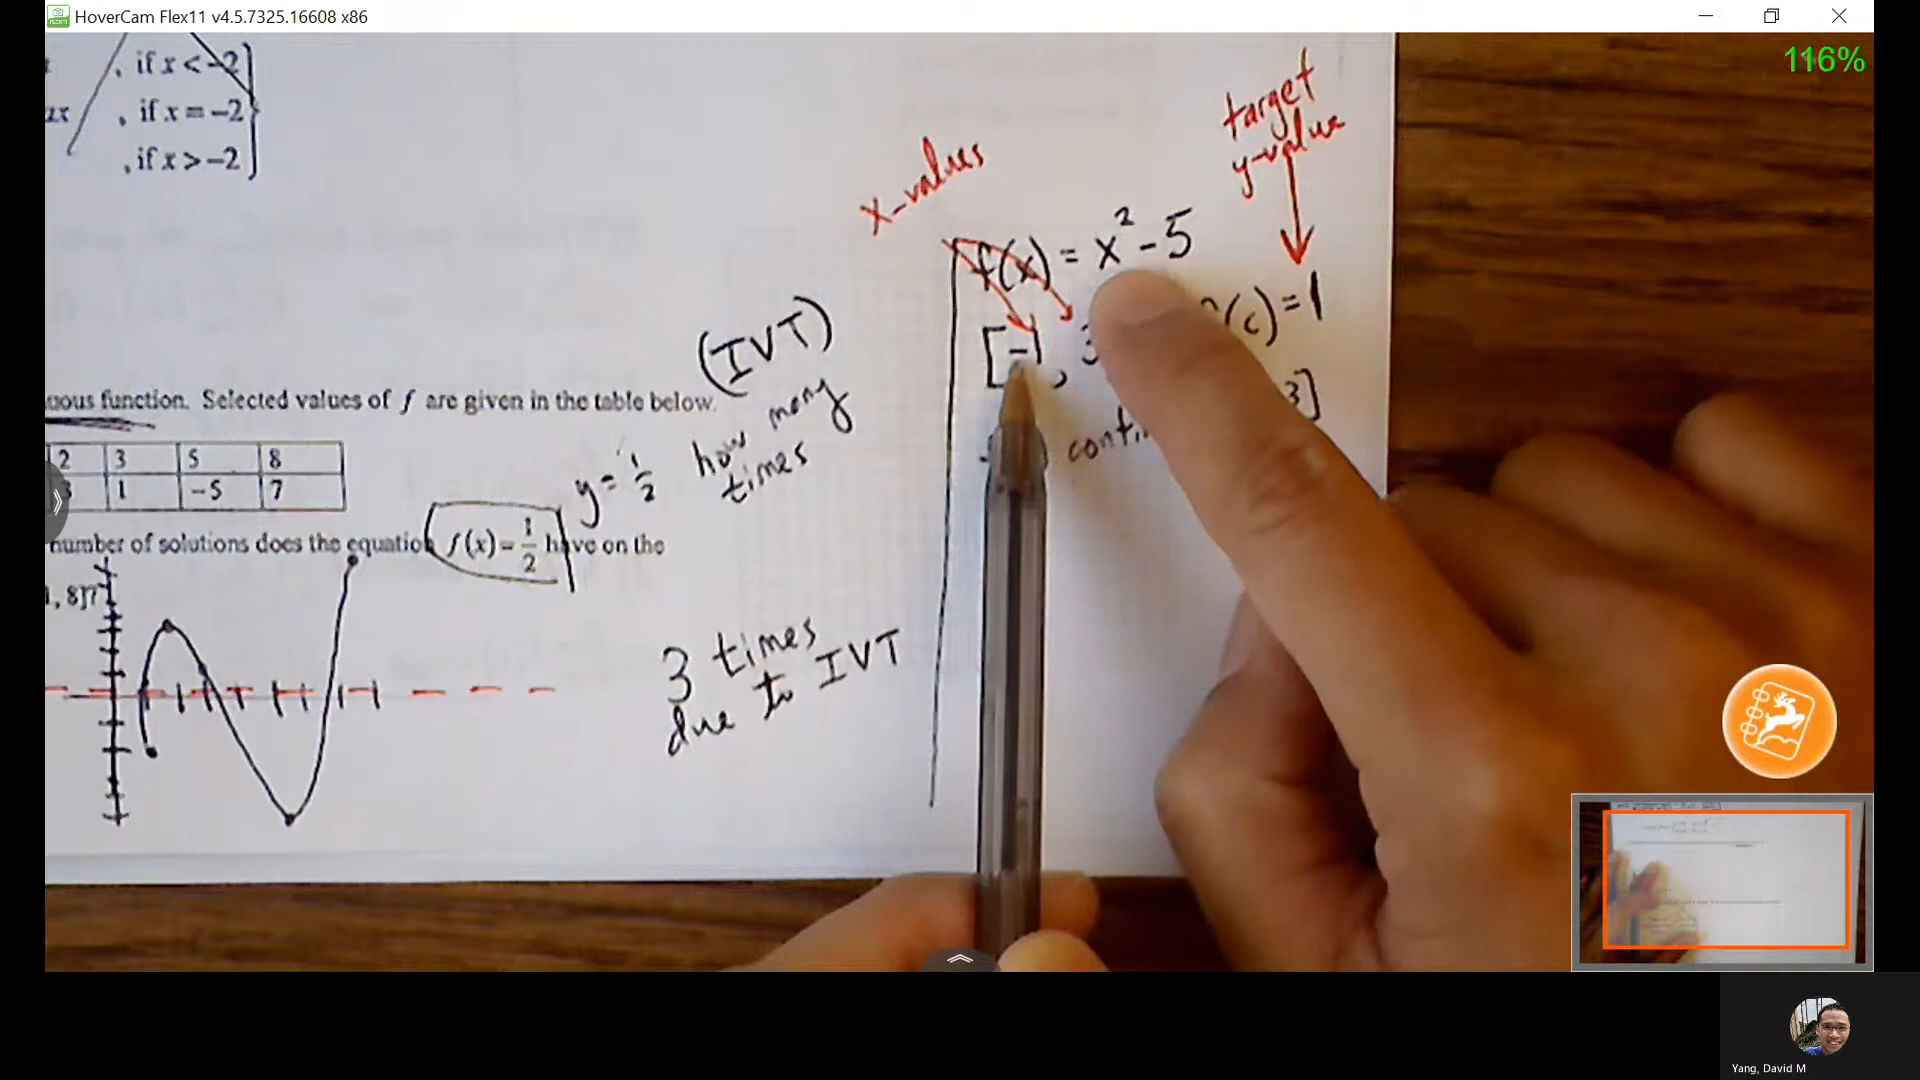 HoverCam Flex11 v4.5.7325.16608 x86
116%
, if x < -2
, if x = -2
, if x > -2
x-values
target
y-value
f(x) = x² - 5
(c) = 1
3]
(IVT)
how many
times
y = 1/2
function. Selected values of f are given in the table below.
2 3 5 8
1 -5 7
number of solutions does the equation f(x) = 1/2 have on the
, 8]?
3 times
due to IVT
Yang, David M